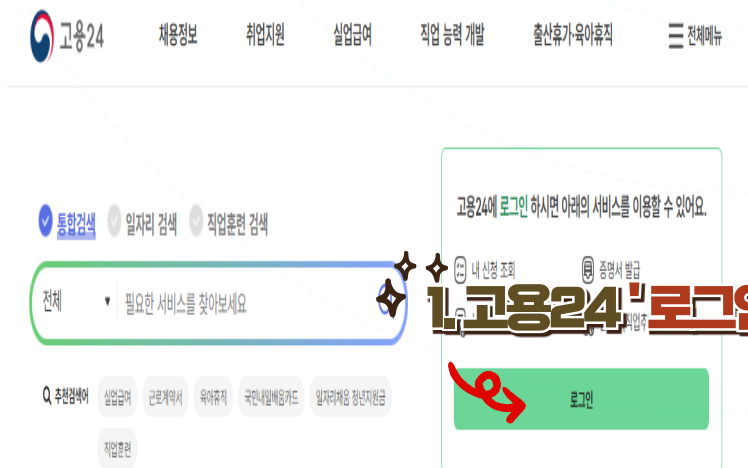 고용24 채용정보 취업지원 실업급여 직업 능력 개발 출산휴가·육아휴직 전체메뉴
고용24에 로그인 하시면 아래의 서비스를 이용할 수 있어요.
통합검색 일자리 검색 직업훈련 검색
내 신청 조회 증명서 발급
전체 필요한 서비스를 찾아보세요
1. 고용24 '로그인
추천검색어 실업급여 근로계약서 육아휴직 국민내일배움카드 일자리채움 청년지원금
직업훈련
로그인